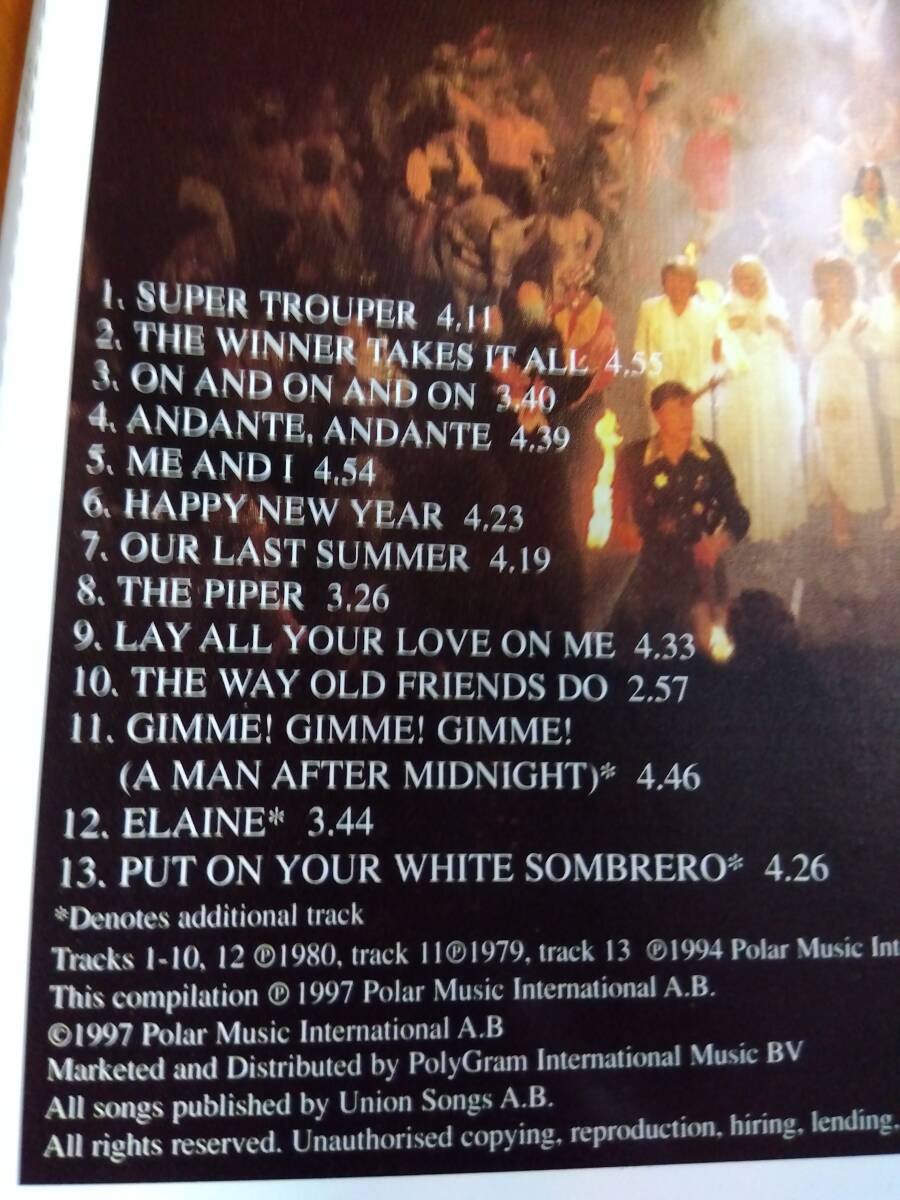 1. SUPER TROUPER 4.11
2. THE WINNER TAKES IT ALL 4.55
3. ON AND ON AND ON 3.40
4. ANDANTE, ANDANTE 4.39
5. ME AND I 4.54
6. HAPPY NEW YEAR 4.23
7. OUR LAST SUMMER 4.19
8. THE PIPER 3.26
9. LAY ALL YOUR LOVE ON ME 4.33
10. THE WAY OLD FRIENDS DO 2.57
11. GIMME! GIMME! GIMME!
(A MAN AFTER MIDNIGHT)* 4.46
12. ELAINE* 3.44
13. PUT ON YOUR WHITE SOMBRERO* 4.26
*Denotes additional track
Tracks 1-10, 12 ℗1980, track 11℗1979, track 13 ℗1994 Polar Music Int
This compilation ℗ 1997 Polar Music International A.B.
©1997 Polar Music International A.B
Marketed and Distributed by PolyGram International Music BV
All songs published by Union Songs A.B.
All rights reserved. Unauthorised copying, reproduction, hiring, lending,